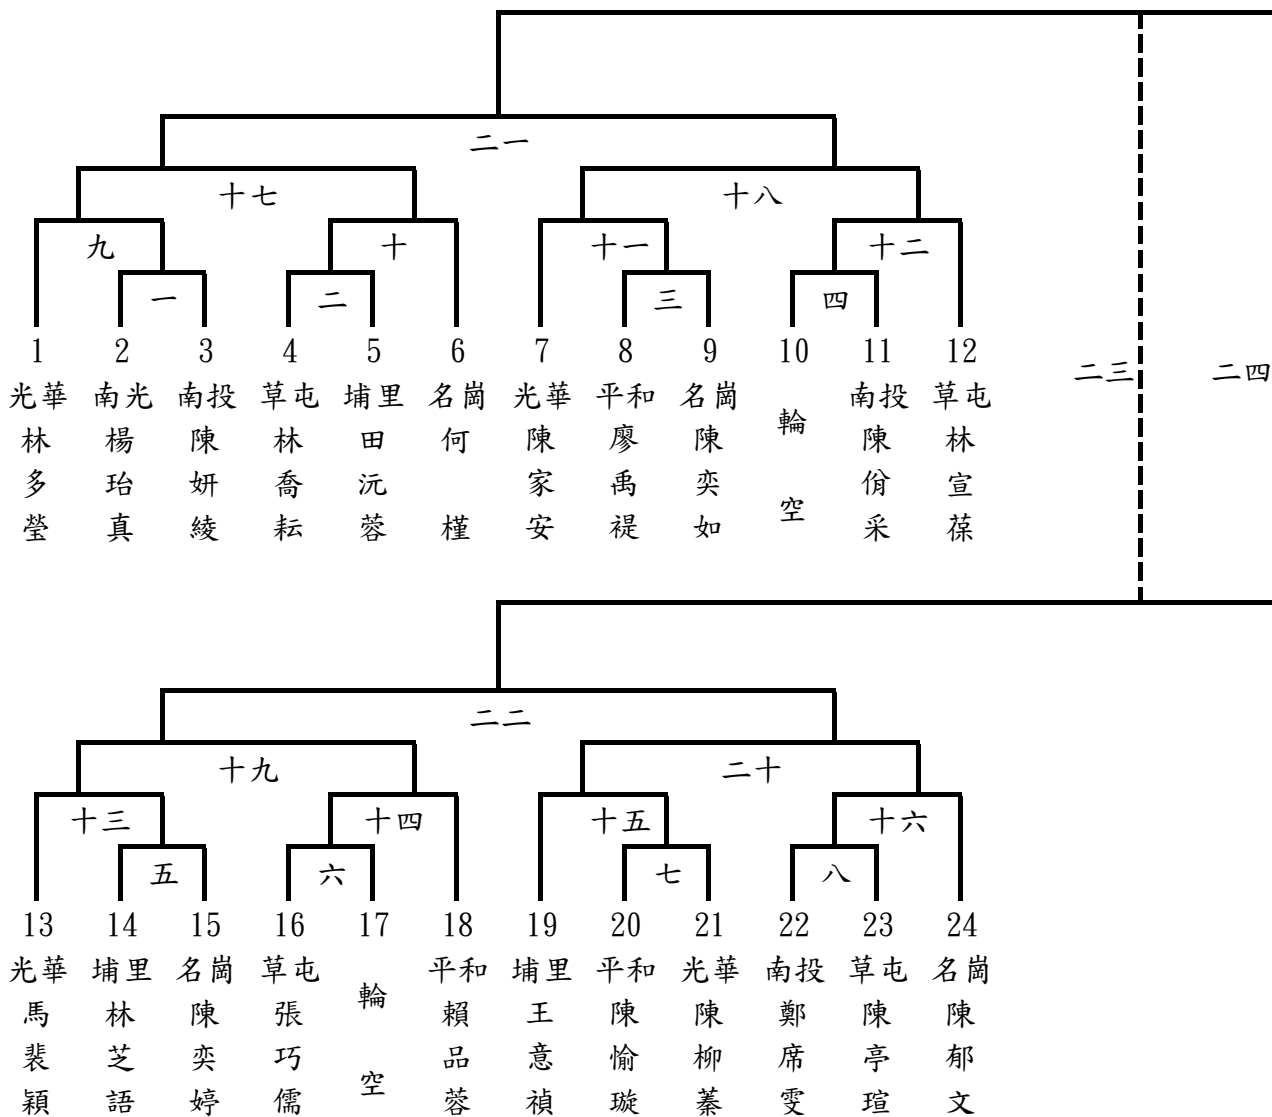 二一
十七 十八
九 十 十一 十二
一 二 三 四
1 2 3 4 5 6 7 8 9 10 11 12
二三 二四
光華 林多瑩
南光 楊珆真
南投 陳妍綾
草屯 林喬耘
埔里 田沅蓉
名崗 何槿
光華 陳家安
平和 廖禹褆
名崗 陳奕如
輪空
南投 陳佾采
草屯 林宣葆
二二
十九 二十
十三 十四 十五 十六
五 六 七 八
13 14 15 16 17 18 19 20 21 22 23 24
光華 馬裴穎
埔里 林芝語
名崗 陳奕婷
草屯 張巧儒
輪空
平和 賴品蓉
埔里 王意禎
平和 陳愉璇
光華 陳柳蓁
南投 鄭席雯
草屯 陳亭瑄
名崗 陳郁文